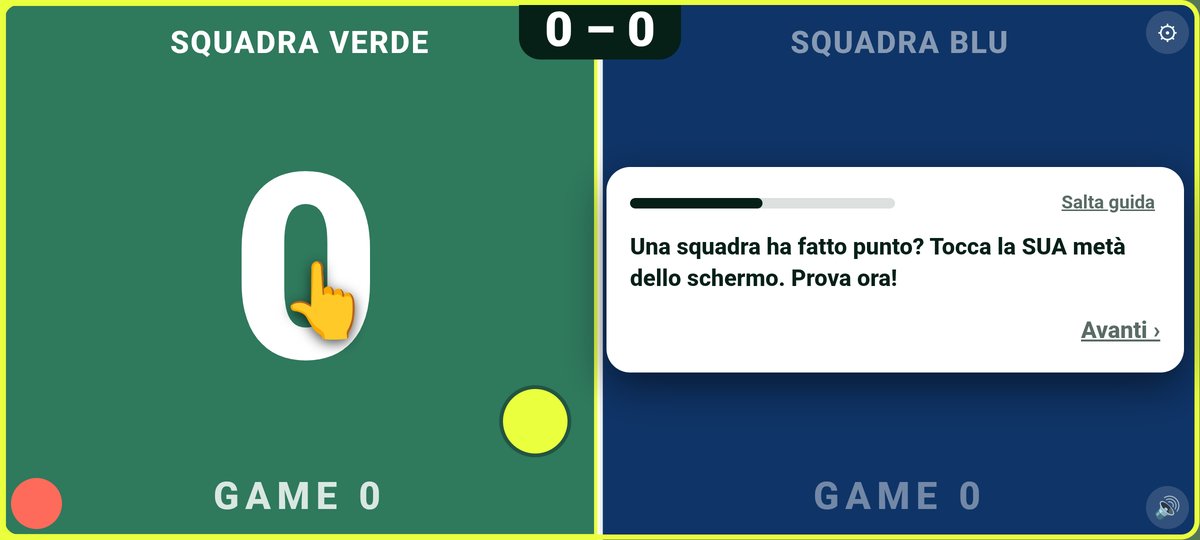 SQUADRA VERDE
0 – 0
SQUADRA BLU
0
Salta guida
Una squadra ha fatto punto? Tocca la SUA metà
dello schermo. Prova ora!
Avanti ›
GAME 0
GAME 0